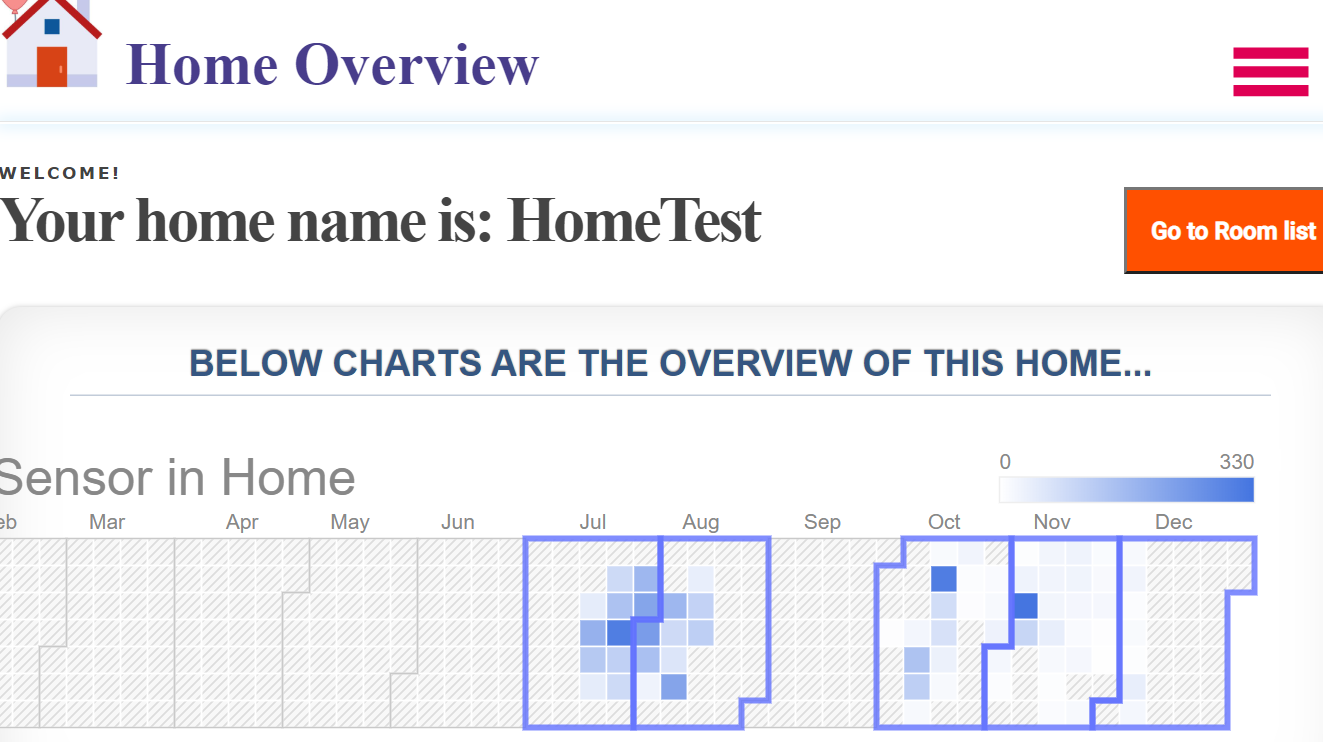 Home Overview
WELCOME!
Your home name is: HomeTest
Go to Room list
BELOW CHARTS ARE THE OVERVIEW OF THIS HOME...
Sensor in Home
0 330
eb Mar Apr May Jun Jul Aug Sep Oct Nov Dec